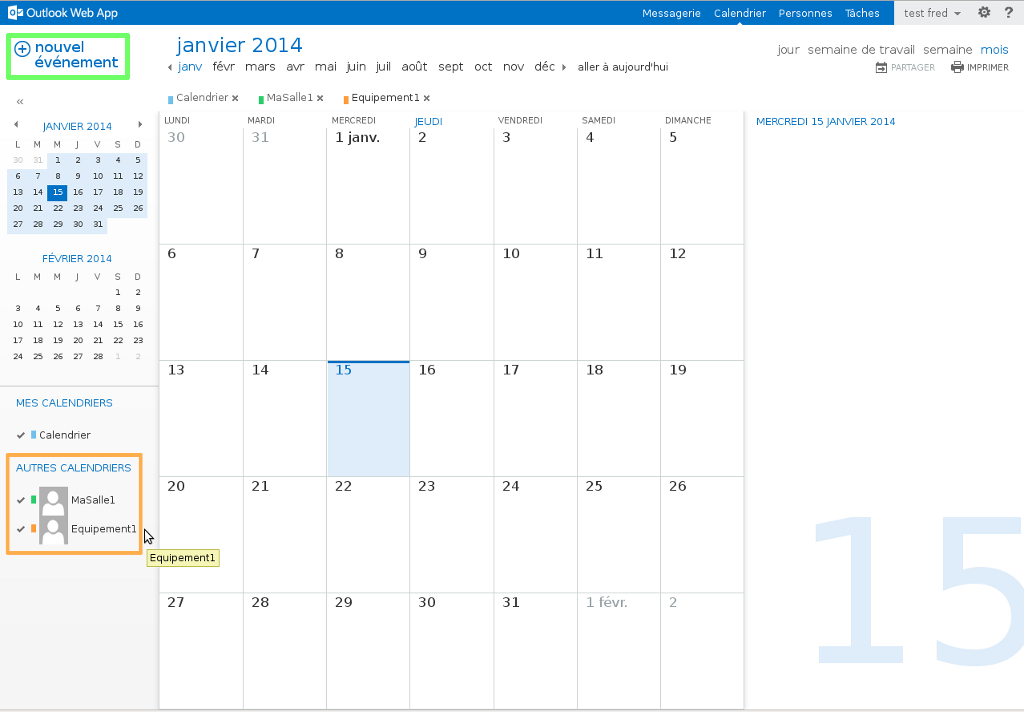 Outlook Web App
Messagerie Calendrier Personnes Tâches test fred ?
nouvel
événement
janvier 2014
janv févr mars avr mai juin juil août sept oct nov déc aller à aujourd'hui
jour semaine de travail semaine mois
PARTAGER IMPRIMER
Calendrier × MaSalle1 × Equipement1 ×
«
JANVIER 2014
L M M J V S D
30 31 1 2 3 4 5
6 7 8 9 10 11 12
13 14 15 16 17 18 19
20 21 22 23 24 25 26
27 28 29 30 31
FÉVRIER 2014
L M M J V S D
1 2
3 4 5 6 7 8 9
10 11 12 13 14 15 16
17 18 19 20 21 22 23
24 25 26 27 28 1 2
MES CALENDRIERS
Calendrier
AUTRES CALENDRIERS
MaSalle1
Equipement1
Equipement1
LUNDI MARDI MERCREDI JEUDI VENDREDI SAMEDI DIMANCHE
30 31 1 janv. 2 3 4 5
6 7 8 9 10 11 12
13 14 15 16 17 18 19
20 21 22 23 24 25 26
27 28 29 30 31 1 févr. 2
MERCREDI 15 JANVIER 2014
15